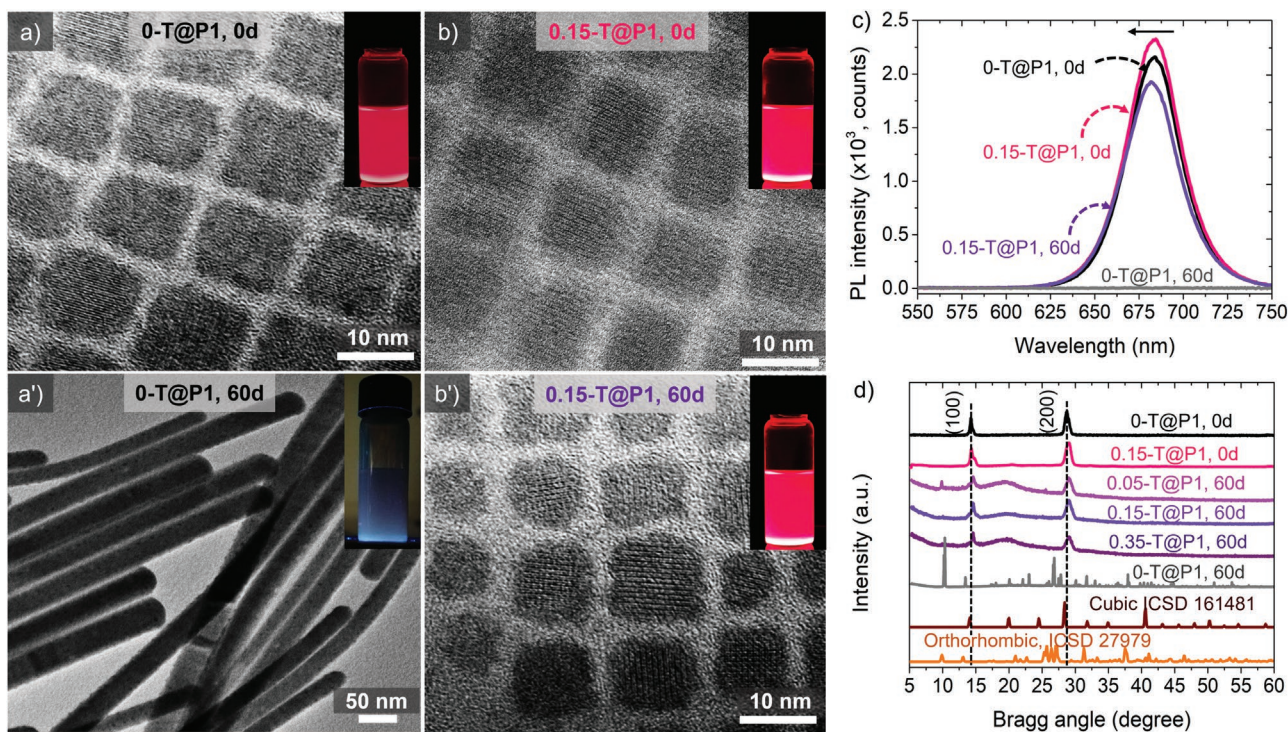 a)
0-T@P1, 0d
10 nm
b)
0.15-T@P1, 0d
10 nm
a')
0-T@P1, 60d
50 nm
b')
0.15-T@P1, 60d
10 nm
c)
PL intensity (x10³, counts)
2.5
2.0
1.5
1.0
0.5
0.0
0-T@P1, 0d
0.15-T@P1, 0d
0.15-T@P1, 60d
0-T@P1, 60d
550 575 600 625 650 675 700 725 750
Wavelength (nm)
d)
Intensity (a.u.)
(100)
(200)
0-T@P1, 0d
0.15-T@P1, 0d
0.05-T@P1, 60d
0.15-T@P1, 60d
0.35-T@P1, 60d
0-T@P1, 60d
Cubic ICSD 161481
Orthorhombic, ICSD 27979
5 10 15 20 25 30 35 40 45 50 55 60
Bragg angle (degree)